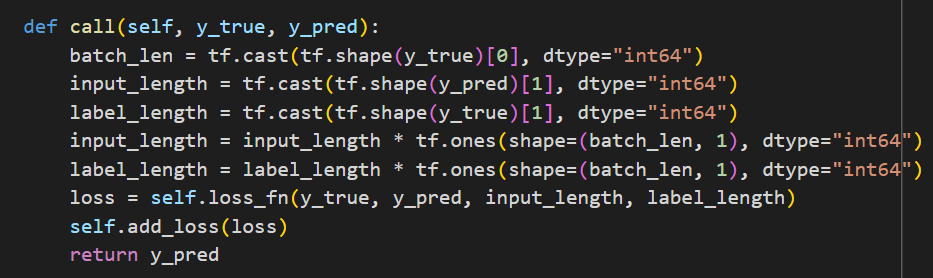 def call(self, y_true, y_pred):
    batch_len = tf.cast(tf.shape(y_true)[0], dtype="int64")
    input_length = tf.cast(tf.shape(y_pred)[1], dtype="int64")
    label_length = tf.cast(tf.shape(y_true)[1], dtype="int64")
    input_length = input_length * tf.ones(shape=(batch_len, 1), dtype="int64")
    label_length = label_length * tf.ones(shape=(batch_len, 1), dtype="int64")
    loss = self.loss_fn(y_true, y_pred, input_length, label_length)
    self.add_loss(loss)
    return y_pred